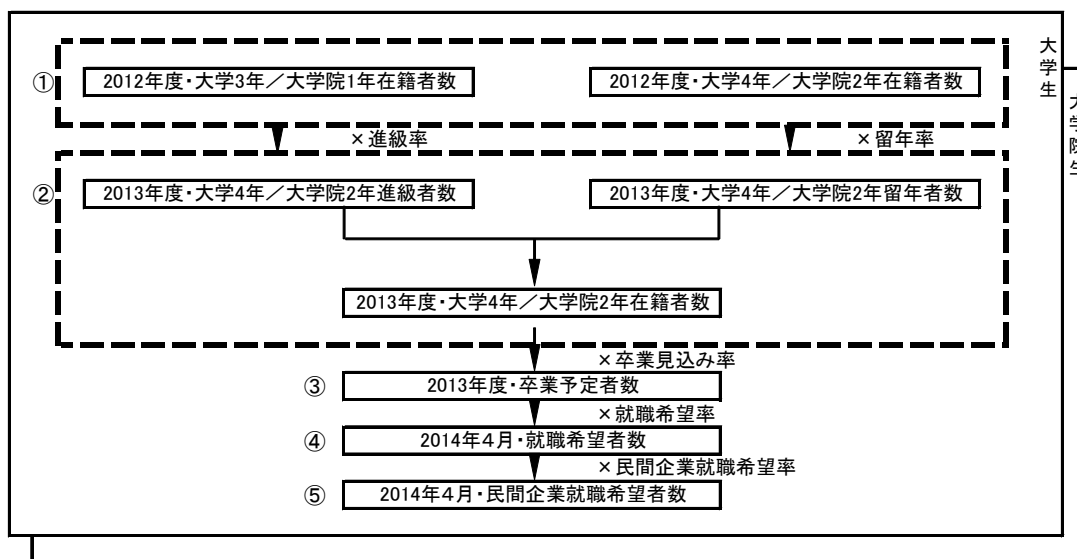 大学生
大学院生
①
2012年度・大学3年／大学院1年在籍者数
2012年度・大学4年／大学院2年在籍者数
×進級率
×留年率
②
2013年度・大学4年／大学院2年進級者数
2013年度・大学4年／大学院2年留年者数
2013年度・大学4年／大学院2年在籍者数
×卒業見込み率
③
2013年度・卒業予定者数
×就職希望率
④
2014年４月・就職希望者数
×民間企業就職希望率
⑤
2014年４月・民間企業就職希望者数